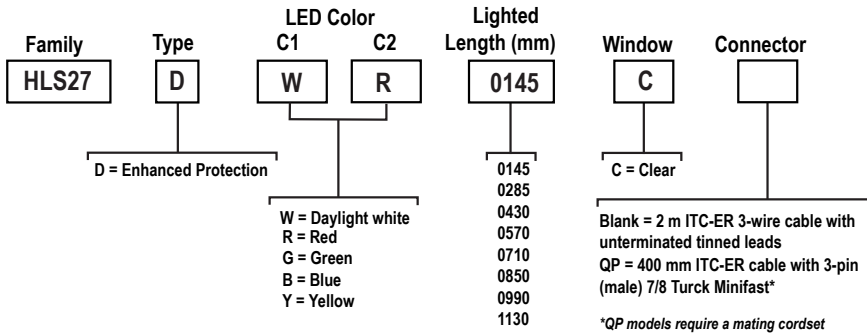 LED Color
Lighted
Family Type C1 C2 Length (mm) Window Connector
HLS27 D W R 0145 C
D = Enhanced Protection
W = Daylight white
R = Red
G = Green
B = Blue
Y = Yellow
0145
0285
0430
0570
0710
0850
0990
1130
C = Clear
Blank = 2 m ITC-ER 3-wire cable with
unterminated tinned leads
QP = 400 mm ITC-ER cable with 3-pin
(male) 7/8 Turck Minifast*
*QP models require a mating cordset